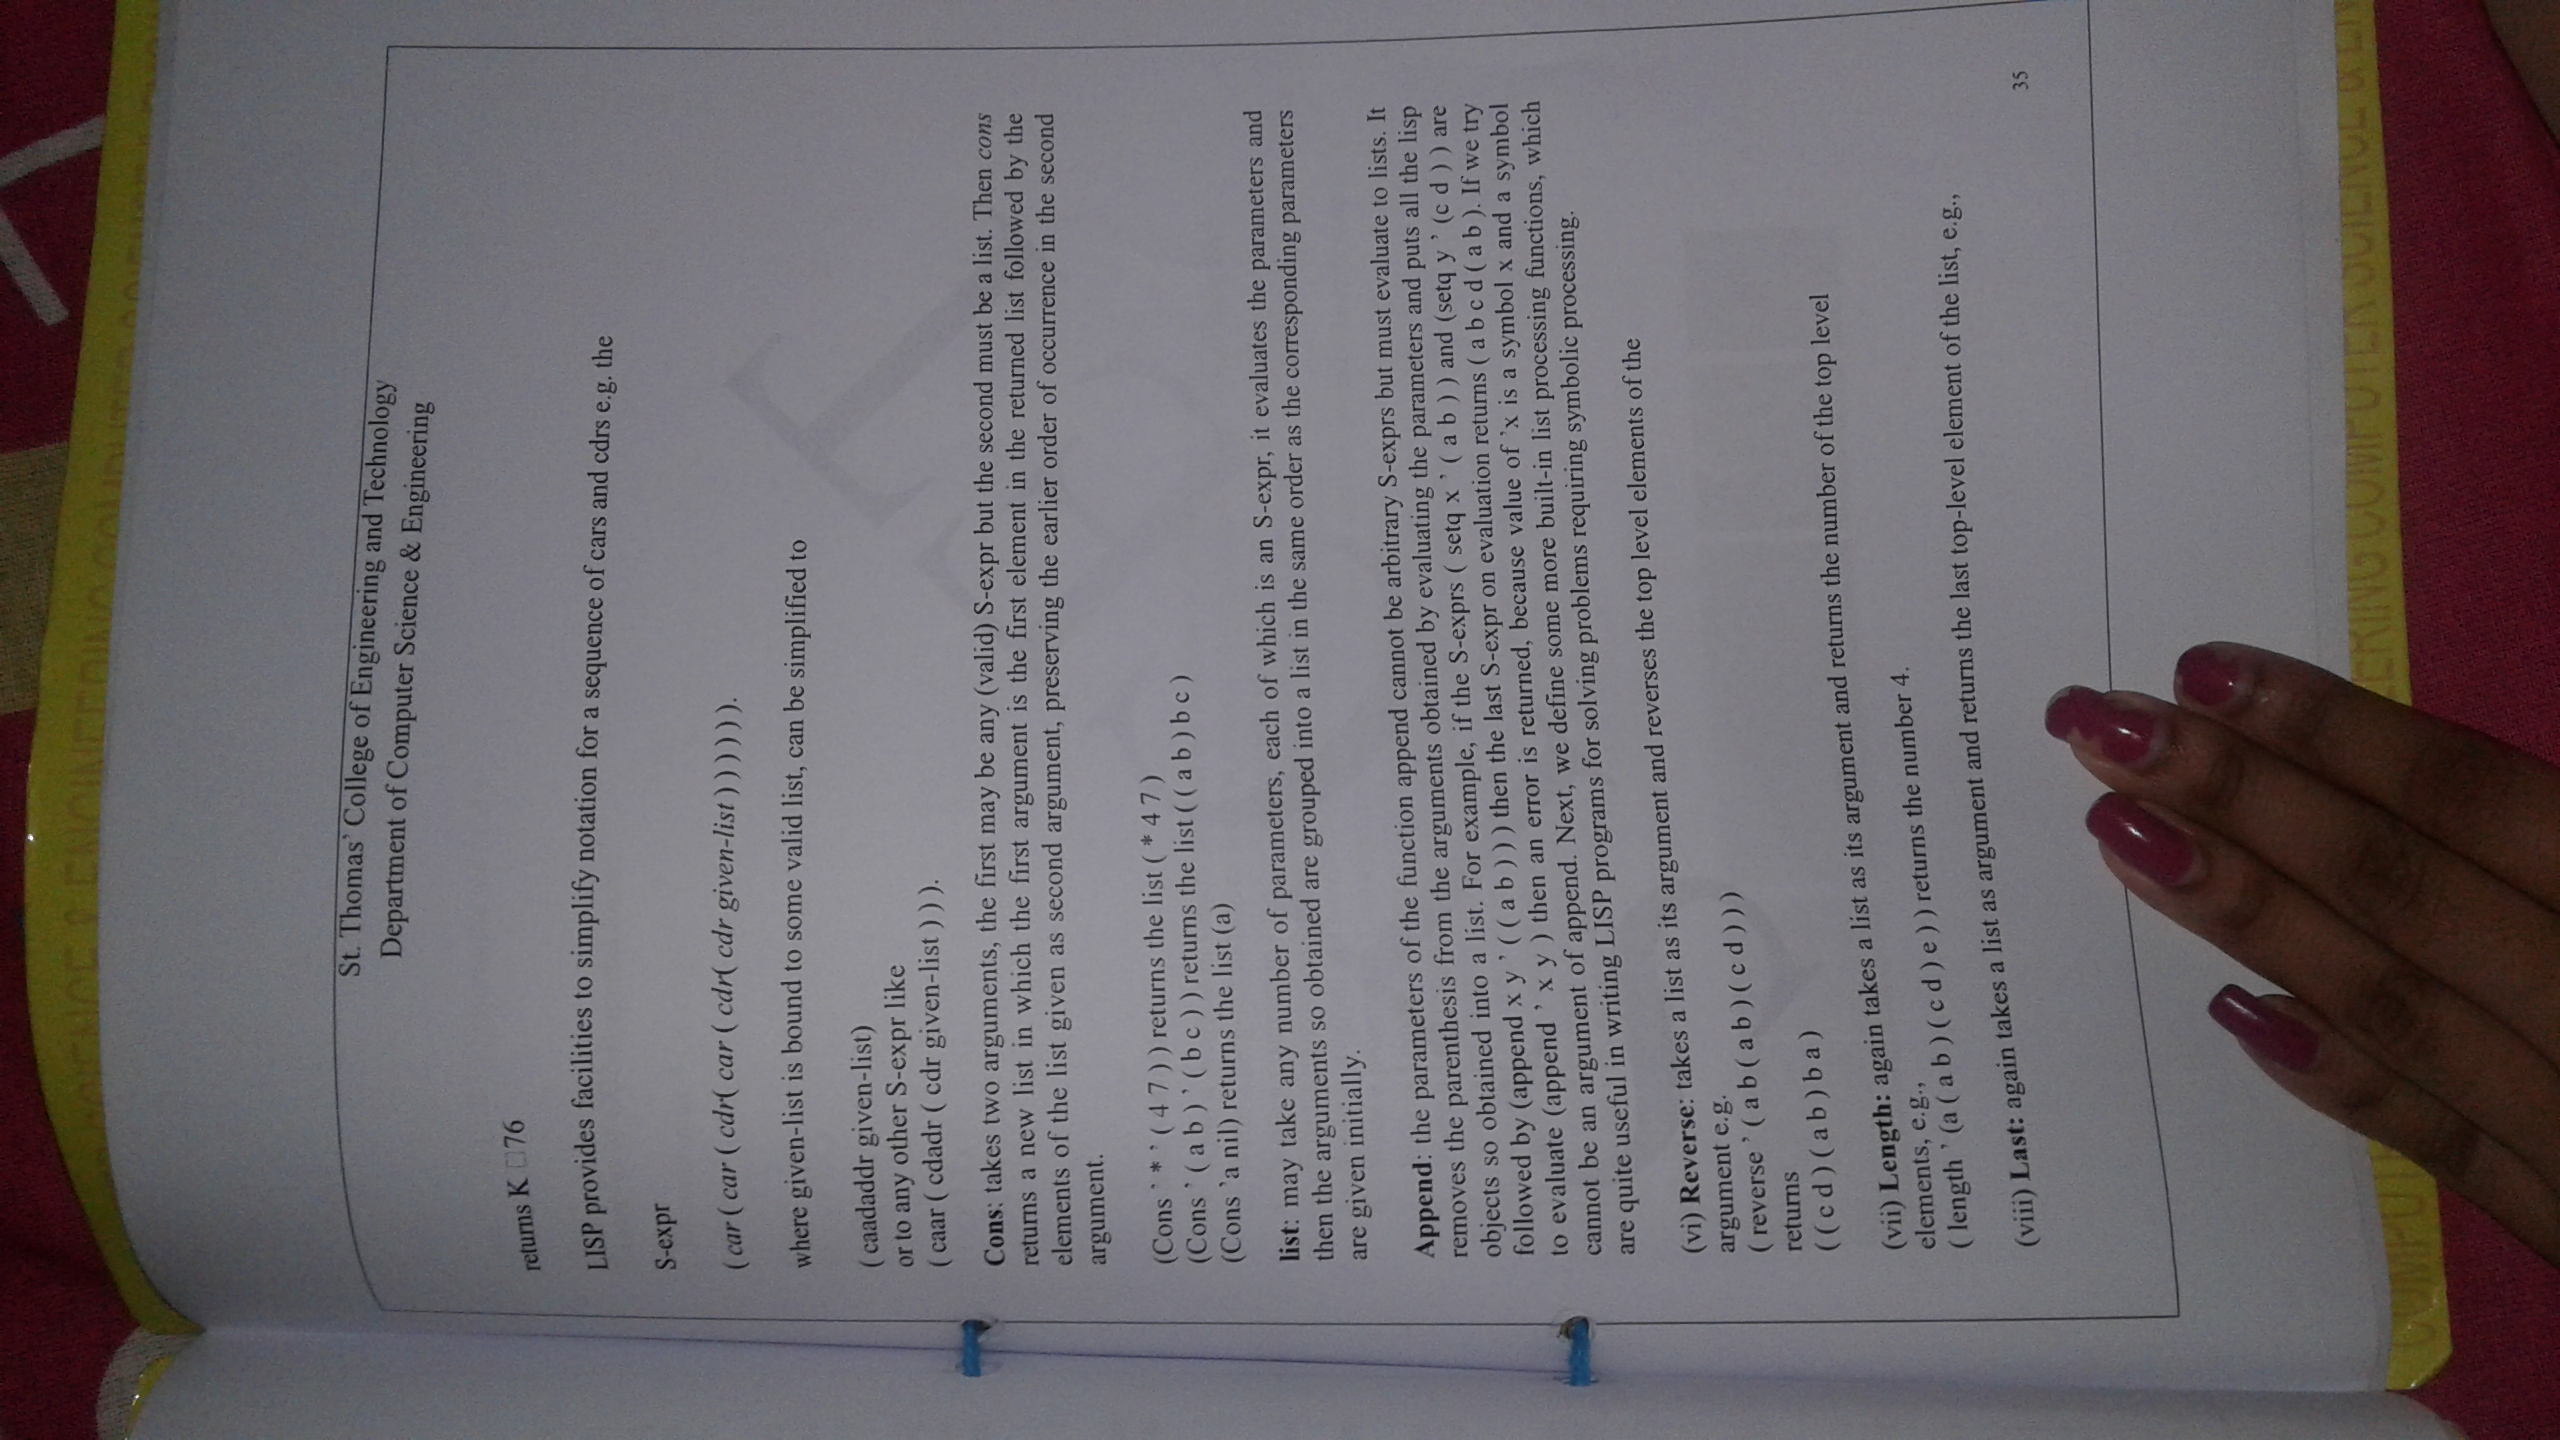 SCIENCE & ENGINEERING COMPUTER SCIENCE &
St. Thomas' College of Engineering and Technology
Department of Computer Science & Engineering
returns K □76
LISP provides facilities to simplify notation for a sequence of cars and cdrs e.g. the
S-expr
( car ( car ( cdr( car ( cdr( cdr given-list ) ) ) ) ) ).
where given-list is bound to some valid list, can be simplified to
( caadaddr given-list)
or to any other S-expr like
( caar ( cdadr ( cdr given-list ) ) ).
Cons: takes two arguments, the first may be any (valid) S-expr but the second must be a list. Then cons
returns a new list in which the first argument is the first element in the returned list followed by the
elements of the list given as second argument, preserving the earlier order of occurrence in the second
argument.
(Cons ' * ' ( 4 7 ) ) returns the list ( * 4 7 )
(Cons ' ( a b ) ' ( b c ) ) returns the list ( ( a b ) b c )
(Cons 'a nil) returns the list (a)
list: may take any number of parameters, each of which is an S-expr, it evaluates the parameters and
then the arguments so obtained are grouped into a list in the same order as the corresponding parameters
are given initially.
Append: the parameters of the function append cannot be arbitrary S-exprs but must evaluate to lists. It
removes the parenthesis from the arguments obtained by evaluating the parameters and puts all the lisp
objects so obtained into a list. For example, if the S-exprs ( setq x ' ( a b ) ) and (setq y ' (c d ) ) are
followed by (append x y ' ( ( a b ) ) ) then the last S-expr on evaluation returns ( a b c d ( a b ). If we try
to evaluate (append ' x y ) then an error is returned, because value of 'x is a symbol x and a symbol
cannot be an argument of append. Next, we define some more built-in list processing functions, which
are quite useful in writing LISP programs for solving problems requiring symbolic processing.
(vi) Reverse: takes a list as its argument and reverses the top level elements of the
argument e.g.
( reverse ' ( a b ( a b ) ( c d ) ) )
returns
( ( c d ) ( a b ) b a )
(vii) Length: again takes a list as its argument and returns the number of the top level
elements, e.g.,
( length ' (a ( a b ) ( c d ) e ) ) returns the number 4.
(viii) Last: again takes a list as argument and returns the last top-level element of the list, e.g.,
35
COMPUTER SCIENCE &